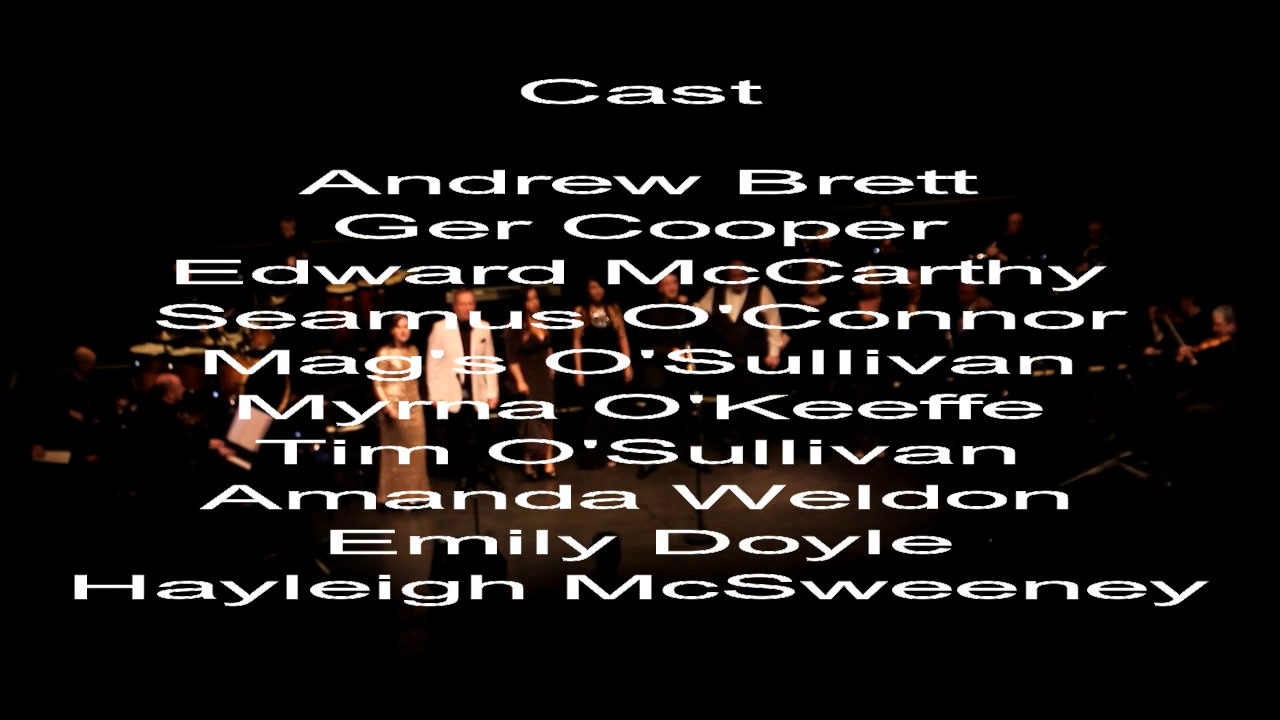 Cast
Andrew Brett
Ger Cooper
Edward McCarthy
Seamus O'Connor
Mag's O'Sullivan
Myrna O'Keeffe
Tim O'Sullivan
Amanda Weldon
Emily Doyle
Hayleigh McSweeney